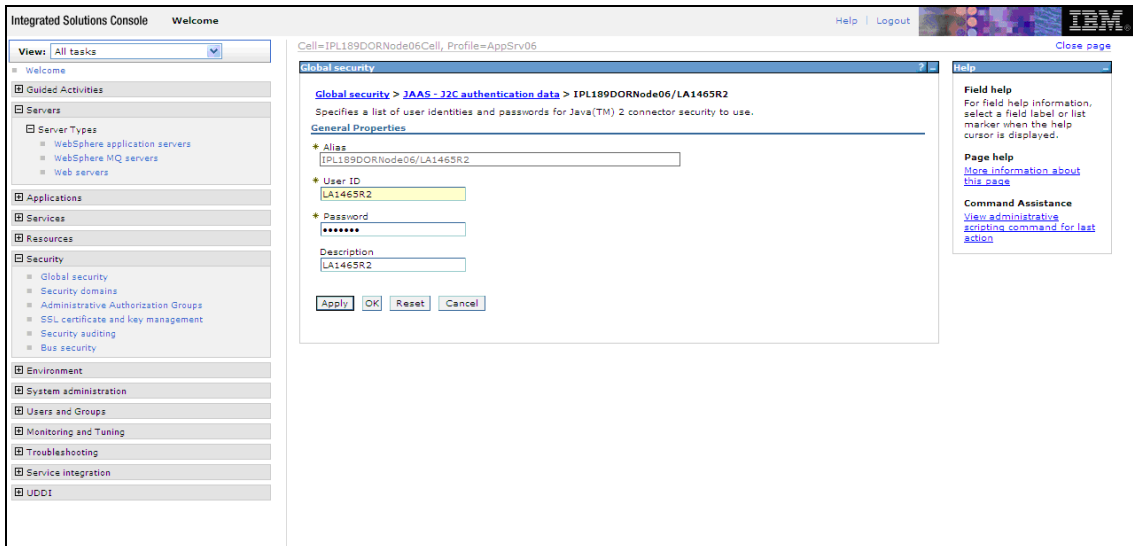 Integrated Solutions Console Welcome Help | Logout IBM®
View: All tasks
Welcome
Guided Activities
Servers
Server Types
WebSphere application servers
WebSphere MQ servers
Web servers
Applications
Services
Resources
Security
Global security
Security domains
Administrative Authorization Groups
SSL certificate and key management
Security auditing
Bus security
Environment
System administration
Users and Groups
Monitoring and Tuning
Troubleshooting
Service integration
UDDI
Cell=IPL189DORNode06Cell, Profile=AppSrv06
Close page
Global security ? –
Global security > JAAS - J2C authentication data > IPL189DORNode06/LA1465R2
Specifies a list of user identities and passwords for Java(TM) 2 connector security to use.
General Properties
* Alias
IPL189DORNode06/LA1465R2
* User ID
LA1465R2
* Password
•••••••
Description
LA1465R2
Apply OK Reset Cancel
Help –
Field help
For field help information,
select a field label or list
marker when the help
cursor is displayed.
Page help
More information about
this page
Command Assistance
View administrative
scripting command for last
action